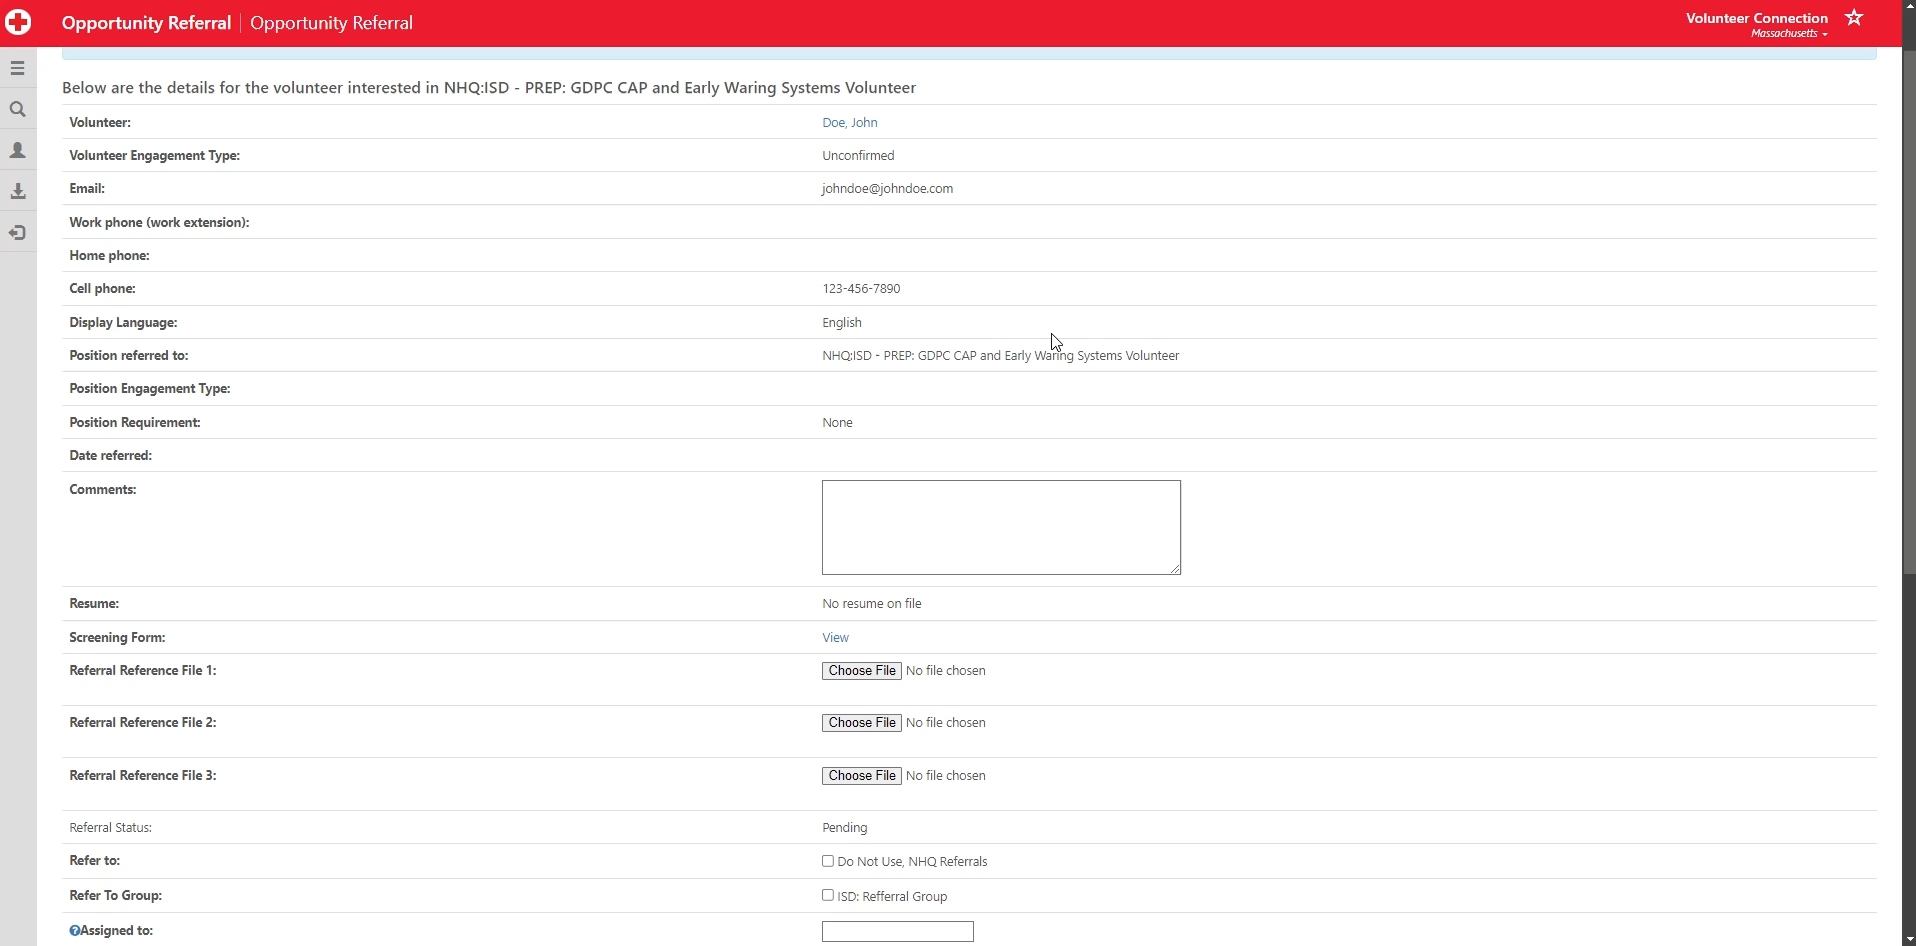 Opportunity Referral | Opportunity Referral
Volunteer Connection
Massachusetts
Below are the details for the volunteer interested in NHQ:ISD - PREP: GDPC CAP and Early Waring Systems Volunteer
Volunteer: Doe, John
Volunteer Engagement Type: Unconfirmed
Email: johndoe@johndoe.com
Work phone (work extension):
Home phone:
Cell phone: 123-456-7890
Display Language: English
Position referred to: NHQ:ISD - PREP: GDPC CAP and Early Waring Systems Volunteer
Position Engagement Type:
Position Requirement: None
Date referred:
Comments:
Resume: No resume on file
Screening Form: View
Referral Reference File 1: Choose File No file chosen
Referral Reference File 2: Choose File No file chosen
Referral Reference File 3: Choose File No file chosen
Referral Status: Pending
Refer to: Do Not Use, NHQ Referrals
Refer To Group: ISD: Refferral Group
Assigned to: